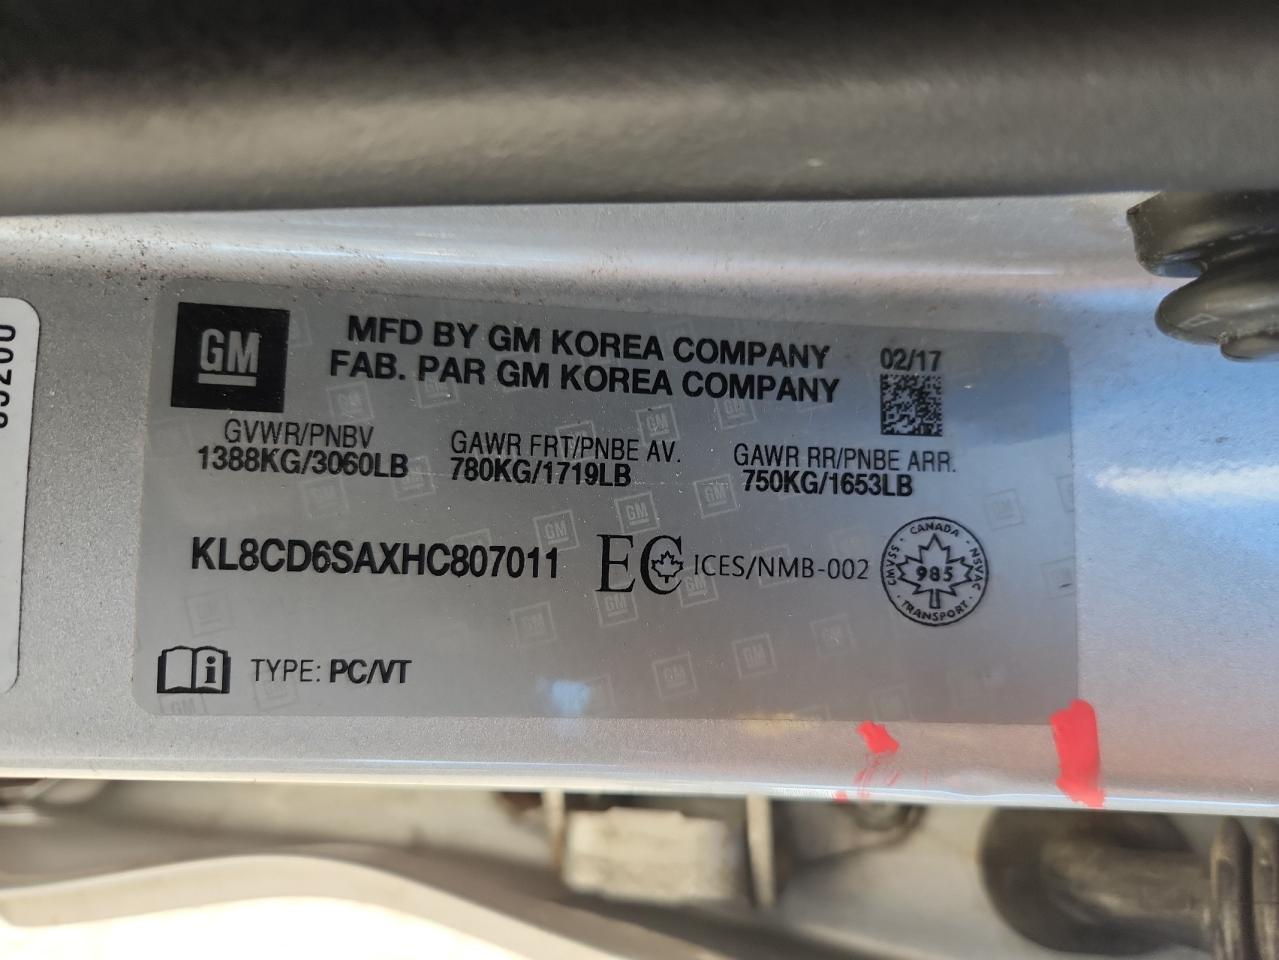 GM
MFD BY GM KOREA COMPANY
FAB. PAR GM KOREA COMPANY
02/17
GVWR/PNBV
1388KG/3060LB
GAWR FRT/PNBE AV.
780KG/1719LB
GAWR RR/PNBE ARR.
750KG/1653LB
KL8CD6SAXHC807011
EC ICES/NMB-002
CANADA
CMVSS
985
NSVAC
TRANSPORT
TYPE: PC/VT